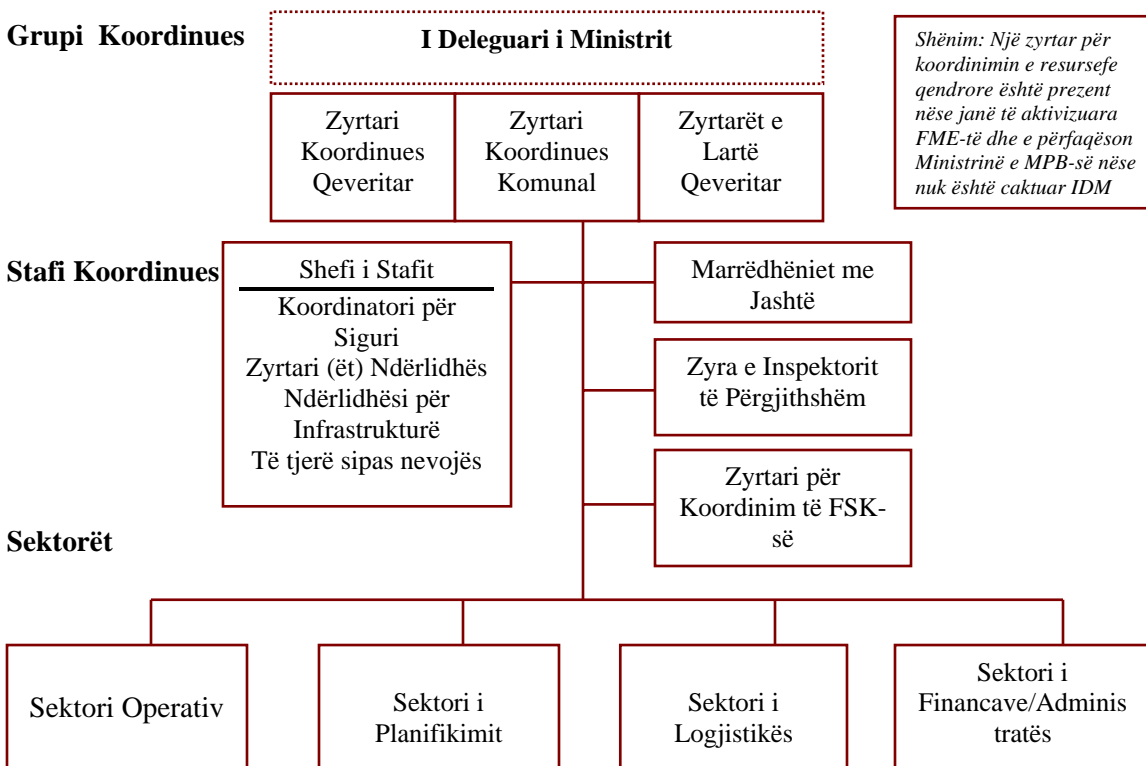 Grupi Koordinues
I Deleguari i Ministrit
Shënim: Një zyrtar për
koordinimin e resursefe
qendrore është prezent
nëse janë të aktivizuara
FME-të dhe e përfaqëson
Ministrinë e MPB-së nëse
nuk është caktuar IDM
Zyrtari
Koordinues
Qeveritar
Zyrtari
Koordinues
Komunal
Zyrtarët e
Lartë
Qeveritar
Stafi Koordinues
Shefi i Stafit
Koordinatori për
Siguri
Zyrtari (ët) Ndërlidhës
Ndërlidhësi për
Infrastrukturë
Të tjerë sipas nevojës
Marrëdhëniet me
Jashtë
Zyra e Inspektorit
të Përgjithshëm
Zyrtari për
Koordinim të FSK-
së
Sektorët
Sektori Operativ
Sektori i
Planifikimit
Sektori i
Logjistikës
Sektori i
Financave/Adminis
tratës